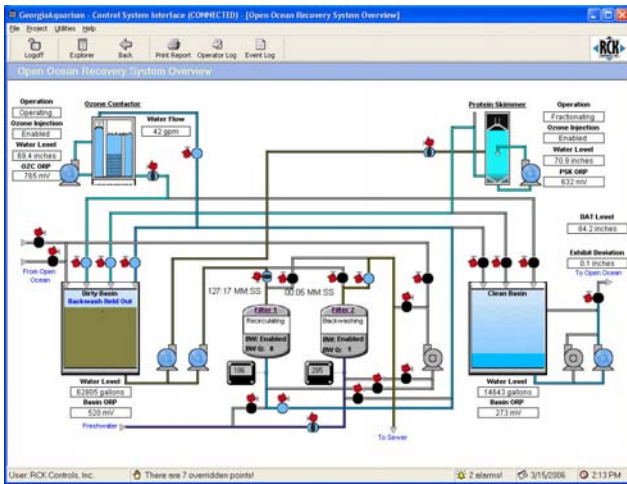 GeorgiaAquarium - Control System Interface (CONNECTED) - [Open Ocean Recovery System Overview]
File Project Utilities Help
Logoff Explorer Back Print Report Operator Log Event Log
RCK
Open Ocean Recovery System Overview
Operation
Operating
Ozone Injection
Enabled
Water Level
69.4 inches
OZC ORP
785 mV
Ozone Contactor
Water Flow
42 gpm
Protein Skimmer
Operation
Fractionating
Ozone Injection
Enabled
Water Level
70.9 inches
PSK ORP
632 mV
DAT Level
84.2 inches
Exhibit Deviation
0.1 inches
To Open Ocean
From Open
Ocean
Dirty Basin
Backwash Held Out
127:17 MM:SS
00:05 MM:SS
Filter 1
Recirculating
BW: Enabled
BW Q: 0
Filter 2
Backwashing
BW: Enabled
BW Q: 1
Clean Basin
Water Level
62805 gallons
Basin ORP
520 mV
Freshwater
To Sewer
Water Level
14643 gallons
Basin ORP
273 mV
User: RCK Controls, Inc. There are 7 overridden points! 2 alarms! 3/15/2006 2:13 PM